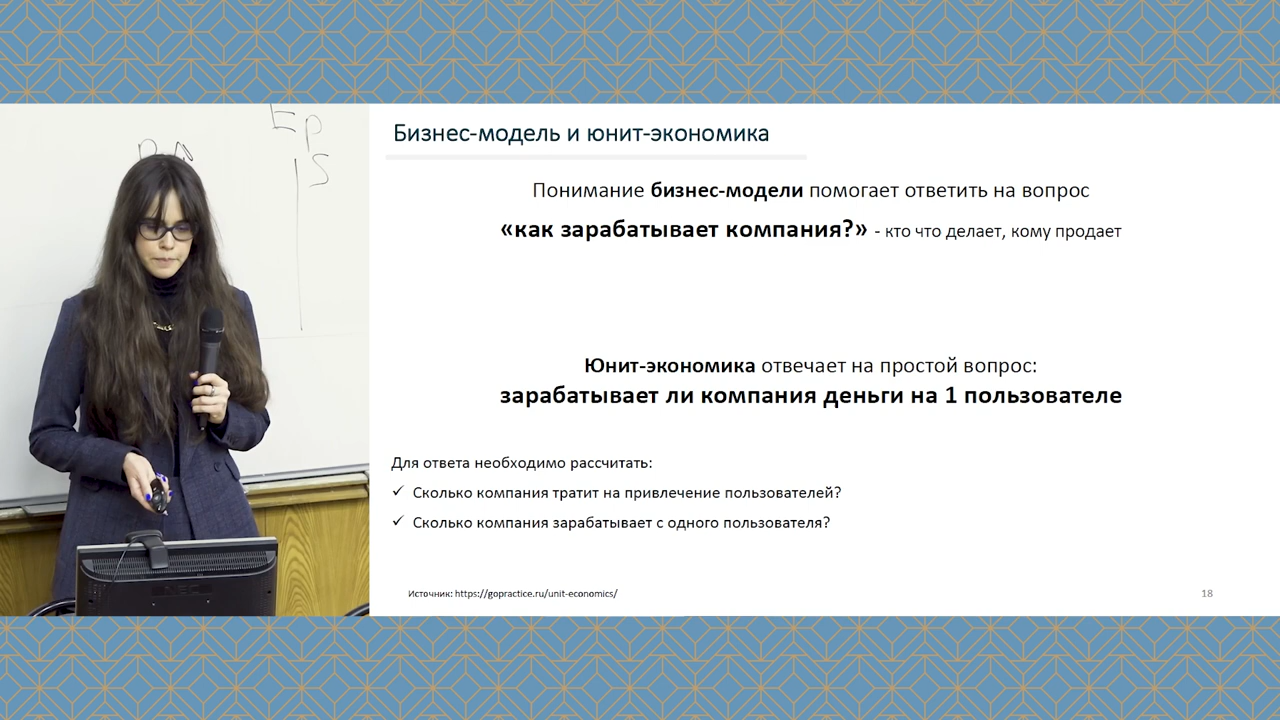 Бизнес-модель и юнит-экономика
Понимание бизнес-модели помогает ответить на вопрос
«как зарабатывает компания?» - кто что делает, кому продает
Юнит-экономика отвечает на простой вопрос:
зарабатывает ли компания деньги на 1 пользователе
Для ответа необходимо рассчитать:
✓ Сколько компания тратит на привлечение пользователей?
✓ Сколько компания зарабатывает с одного пользователя?
Источник: https://gopractice.ru/unit-economics/
18